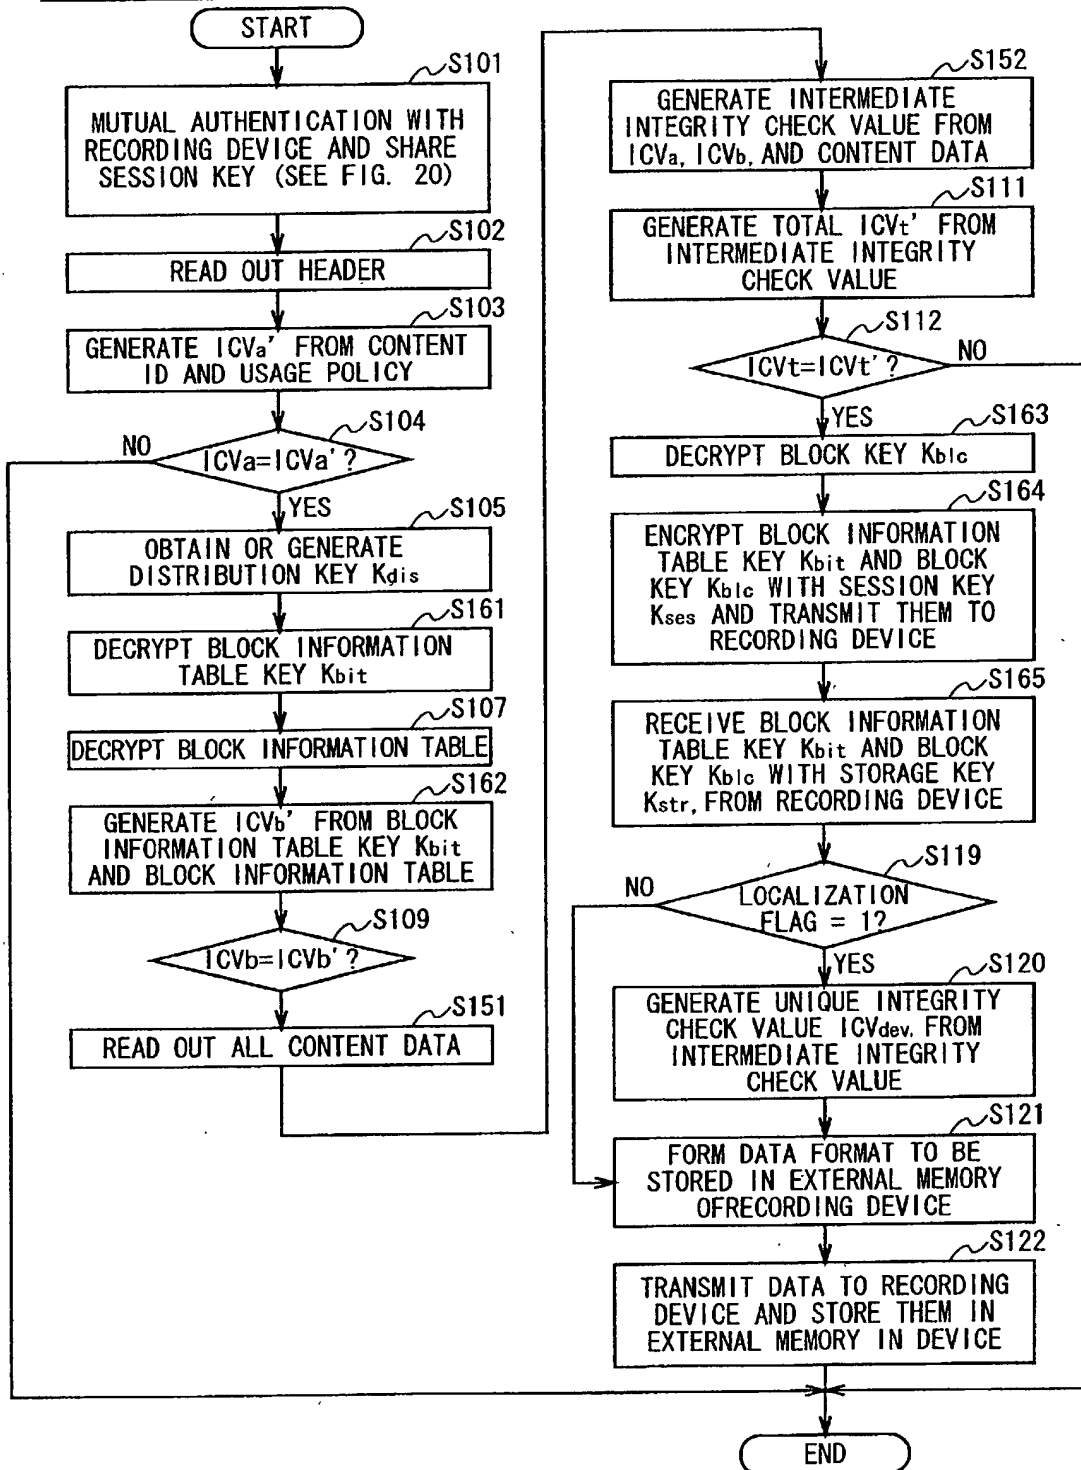 START
S101
MUTUAL AUTHENTICATION WITH
RECORDING DEVICE AND SHARE
SESSION KEY (SEE FIG. 20)
S102
READ OUT HEADER
S103
GENERATE ICVa' FROM CONTENT
ID AND USAGE POLICY
S104
NO
ICVa=ICVa'?
YES
S105
OBTAIN OR GENERATE
DISTRIBUTION KEY Kdis
S161
DECRYPT BLOCK INFORMATION
TABLE KEY Kbit
S107
DECRYPT BLOCK INFORMATION TABLE
S162
GENERATE ICVb' FROM BLOCK
INFORMATION TABLE KEY Kbit
AND BLOCK INFORMATION TABLE
S109
ICVb=ICVb'?
S151
READ OUT ALL CONTENT DATA
S152
GENERATE INTERMEDIATE
INTEGRITY CHECK VALUE FROM
ICVa, ICVb, AND CONTENT DATA
S111
GENERATE TOTAL ICVt' FROM
INTERMEDIATE INTEGRITY
CHECK VALUE
S112
ICVt=ICVt'?
NO
YES
S163
DECRYPT BLOCK KEY Kblc
S164
ENCRYPT BLOCK INFORMATION
TABLE KEY Kbit AND BLOCK
KEY Kblc WITH SESSION KEY
Kses AND TRANSMIT THEM TO
RECORDING DEVICE
S165
RECEIVE BLOCK INFORMATION
TABLE KEY Kbit AND BLOCK
KEY Kblc WITH STORAGE KEY
Kstr, FROM RECORDING DEVICE
S119
NO
LOCALIZATION
FLAG = 1?
YES
S120
GENERATE UNIQUE INTEGRITY
CHECK VALUE ICVdev. FROM
INTERMEDIATE INTEGRITY
CHECK VALUE
S121
FORM DATA FORMAT TO BE
STORED IN EXTERNAL MEMORY
OFRECORDING DEVICE
S122
TRANSMIT DATA TO RECORDING
DEVICE AND STORE THEM IN
EXTERNAL MEMORY IN DEVICE
END